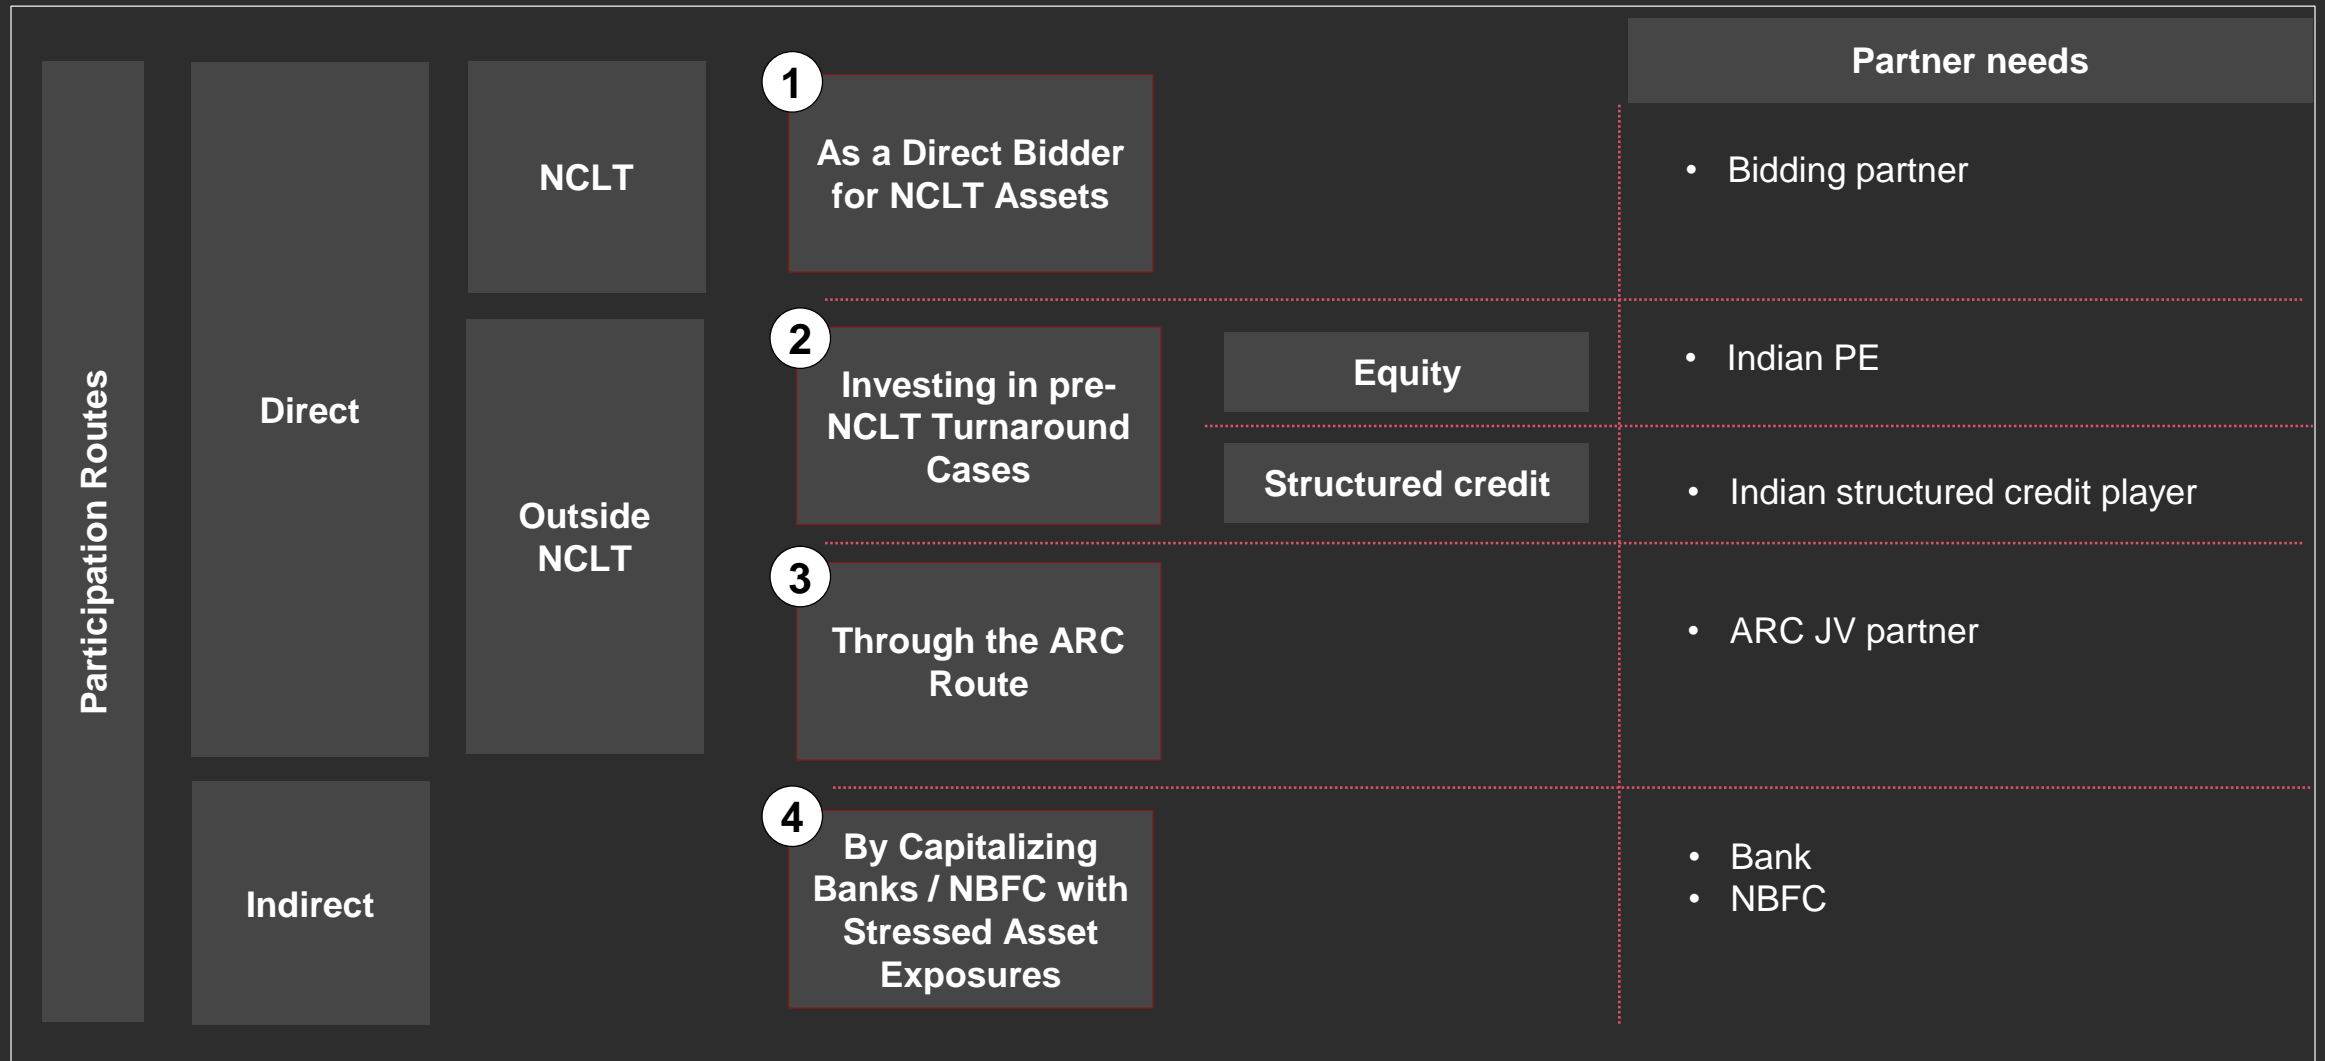 Partner needs
Participation Routes
Direct
NCLT
1
As a Direct Bidder
for NCLT Assets
• Bidding partner
Outside
NCLT
2
Investing in pre-
NCLT Turnaround
Cases
Equity
• Indian PE
Structured credit
• Indian structured credit player
3
Through the ARC
Route
• ARC JV partner
Indirect
4
By Capitalizing
Banks / NBFC with
Stressed Asset
Exposures
• Bank
• NBFC